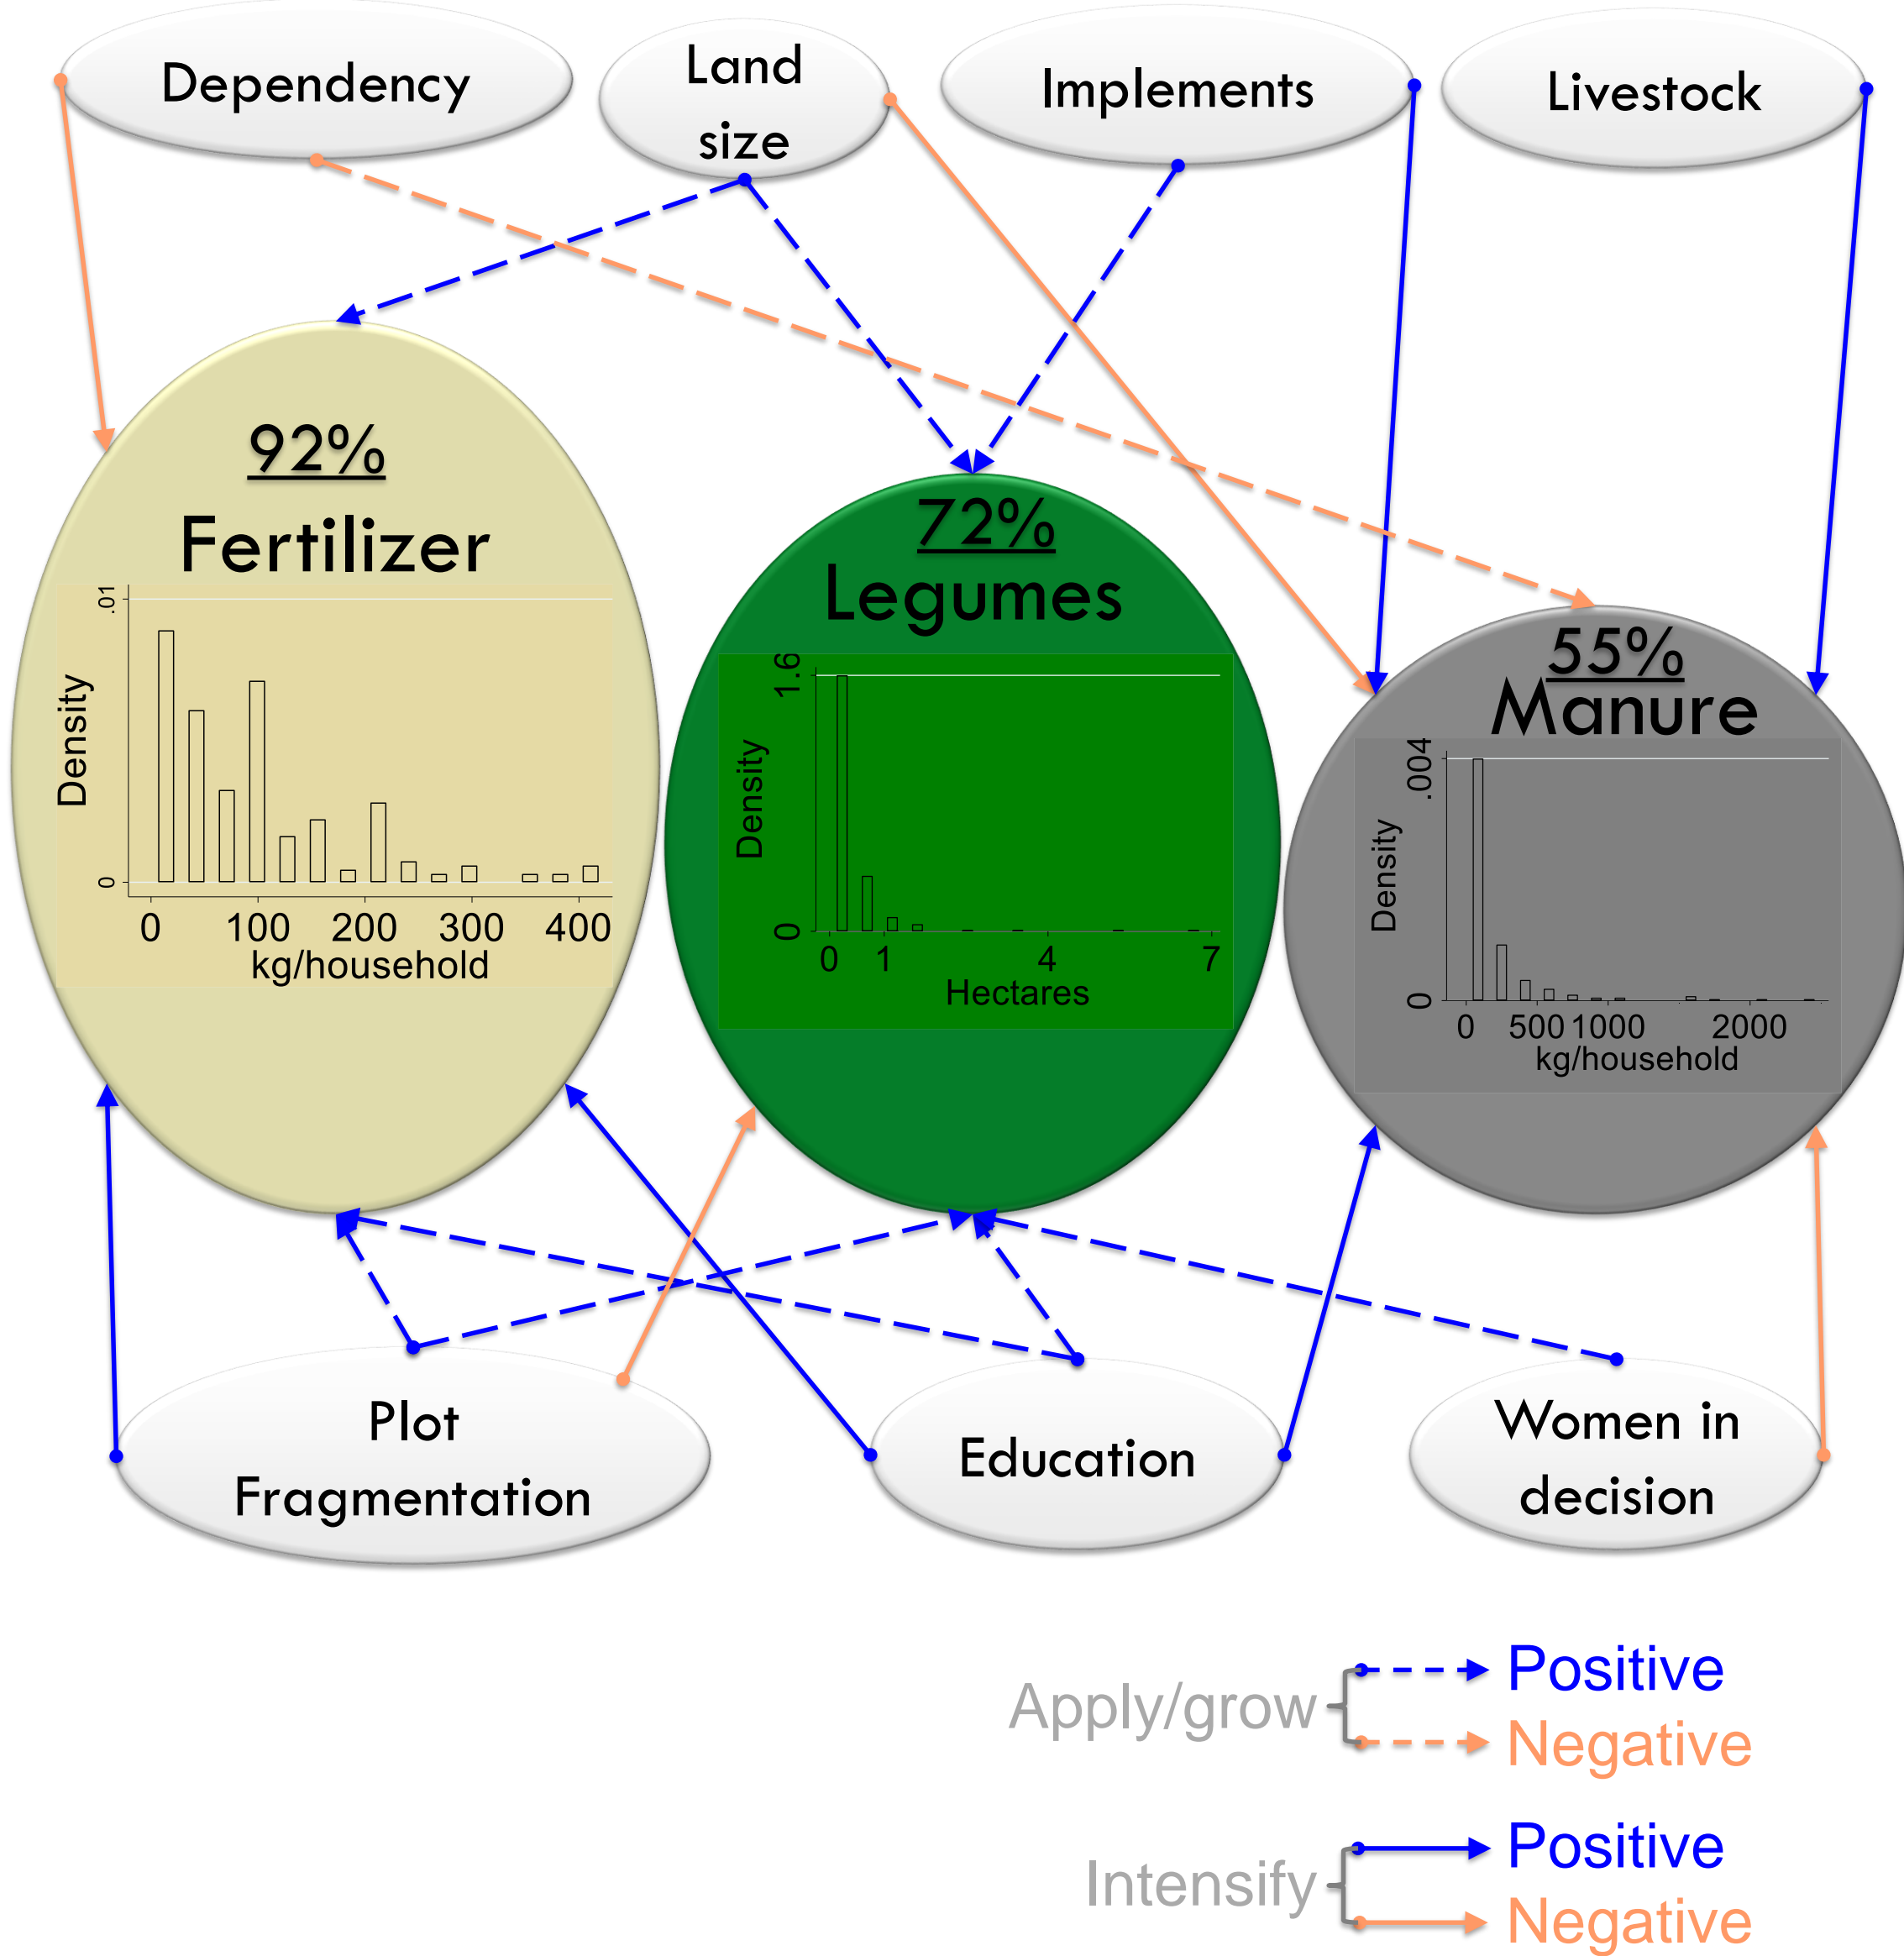 Dependency
Land
size
Implements
Livestock
92%
Fertilizer
.01
0
Density
0 100 200 300 400
kg/household
72%
Legumes
1.6
0
Density
0 1 4 7
Hectares
55%
Manure
.004
0
Density
0 500 1000 2000
kg/household
Plot
Fragmentation
Education
Women in
decision
Apply/grow
Positive
Negative
Intensify
Positive
Negative